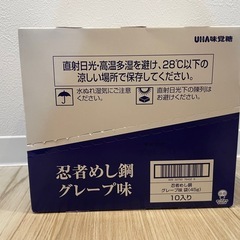 UHA味覚糖
直射日光・高温多湿を避け、28℃以下の
涼しい場所で保存してください。
水ぬれ・湿気にご注意
ください。
直射日光下の陳列は
お避けください。
忍者めし鋼
グレープ味
忍者めし鋼
グレープ味 袋(45g)
10入り